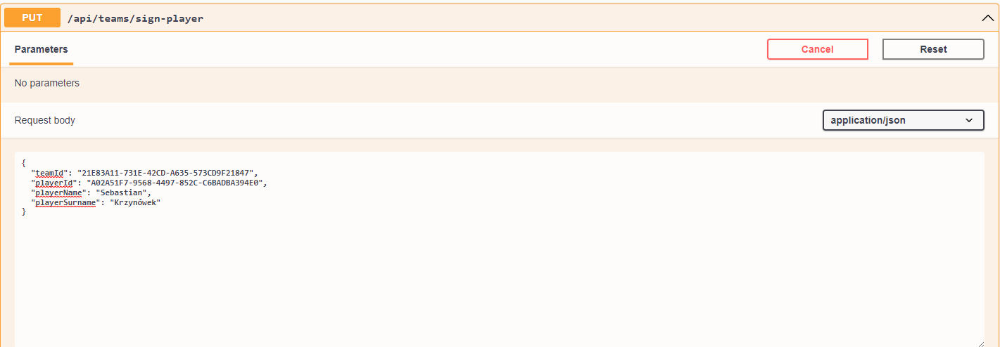 PUT /api/teams/sign-player
Parameters Cancel Reset
No parameters
Request body application/json
{
"teamId": "21E83A11-731E-42CD-A635-573CD9F21847",
"playerId": "A02A51F7-9568-4497-852C-C6BADBA394E0",
"playerName": "Sebastian",
"playerSurname": "Krzynówek"
}